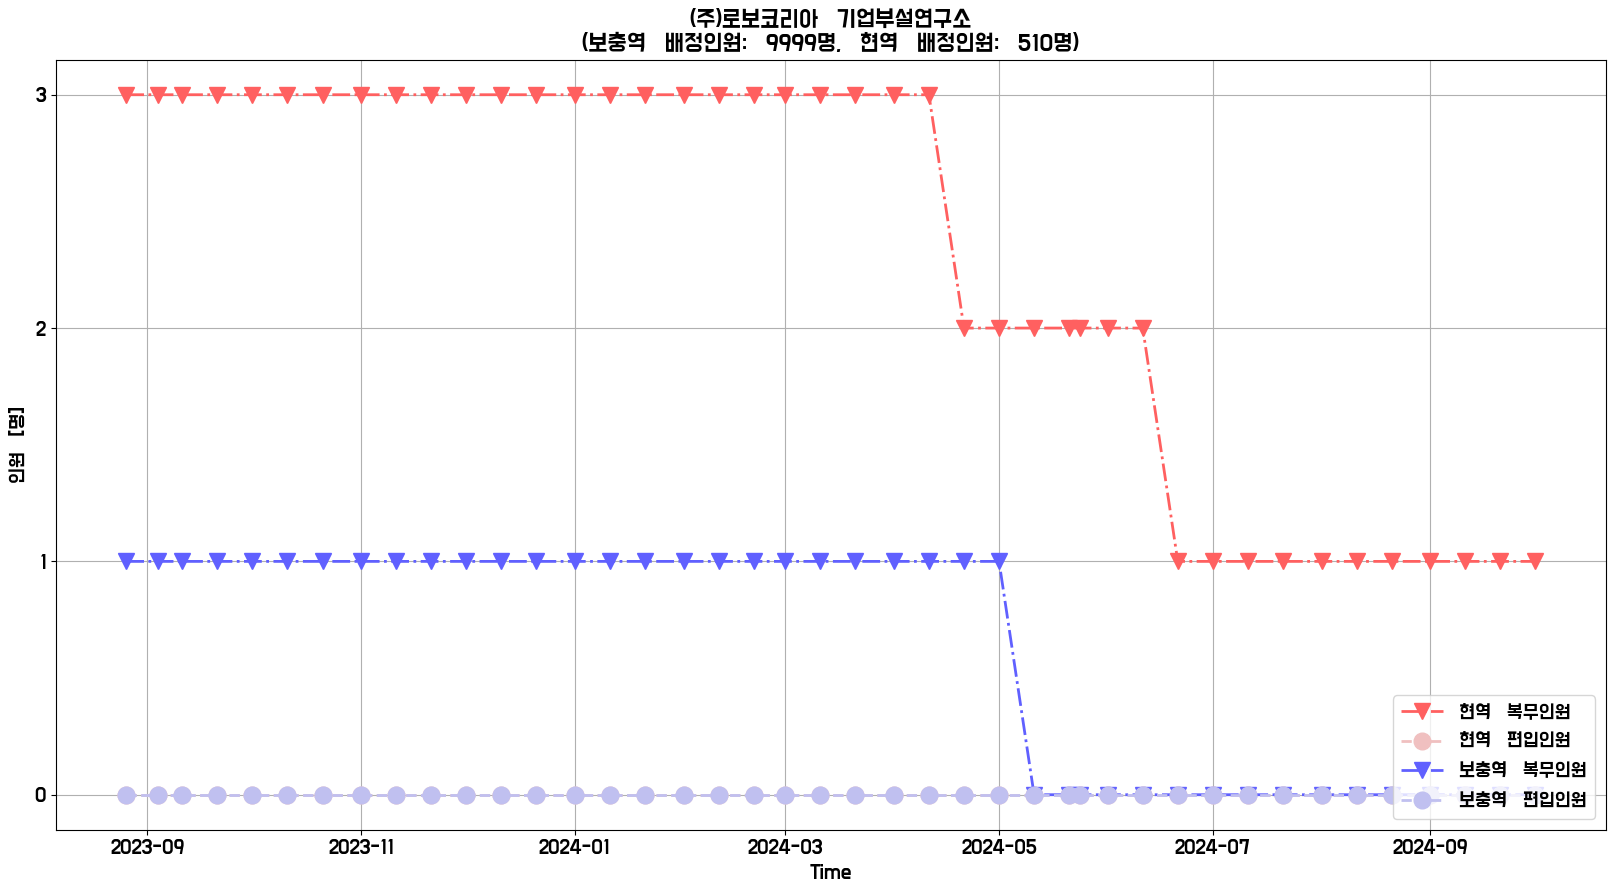 (주)로보코리아 기업부설연구소
(보충역 배정인원: 9999명, 현역 배정인원: 510명)
3
2
1
0
인원 [명]
2023-09
2023-11
2024-01
2024-03
2024-05
2024-07
2024-09
Time
현역 복무인원
현역 편입인원
보충역 복무인원
보충역 편입인원